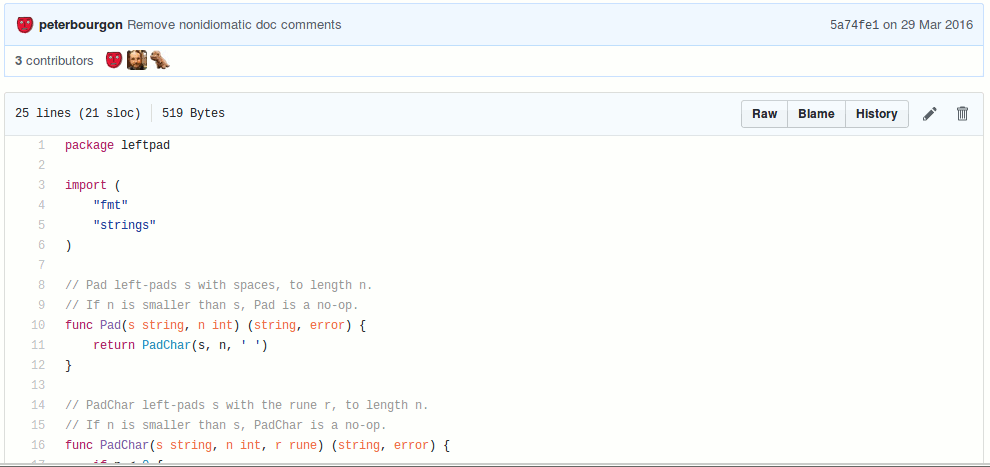 peterbourgon Remove nonidiomatic doc comments 5a74fe1 on 29 Mar 2016
3 contributors
25 lines (21 sloc) 519 Bytes Raw Blame History
1 package leftpad
2
3 import (
4 "fmt"
5 "strings"
6 )
7
8 // Pad left-pads s with spaces, to length n.
9 // If n is smaller than s, Pad is a no-op.
10 func Pad(s string, n int) (string, error) {
11 return PadChar(s, n, ' ')
12 }
13
14 // PadChar left-pads s with the rune r, to length n.
15 // If n is smaller than s, PadChar is a no-op.
16 func PadChar(s string, n int, r rune) (string, error) {